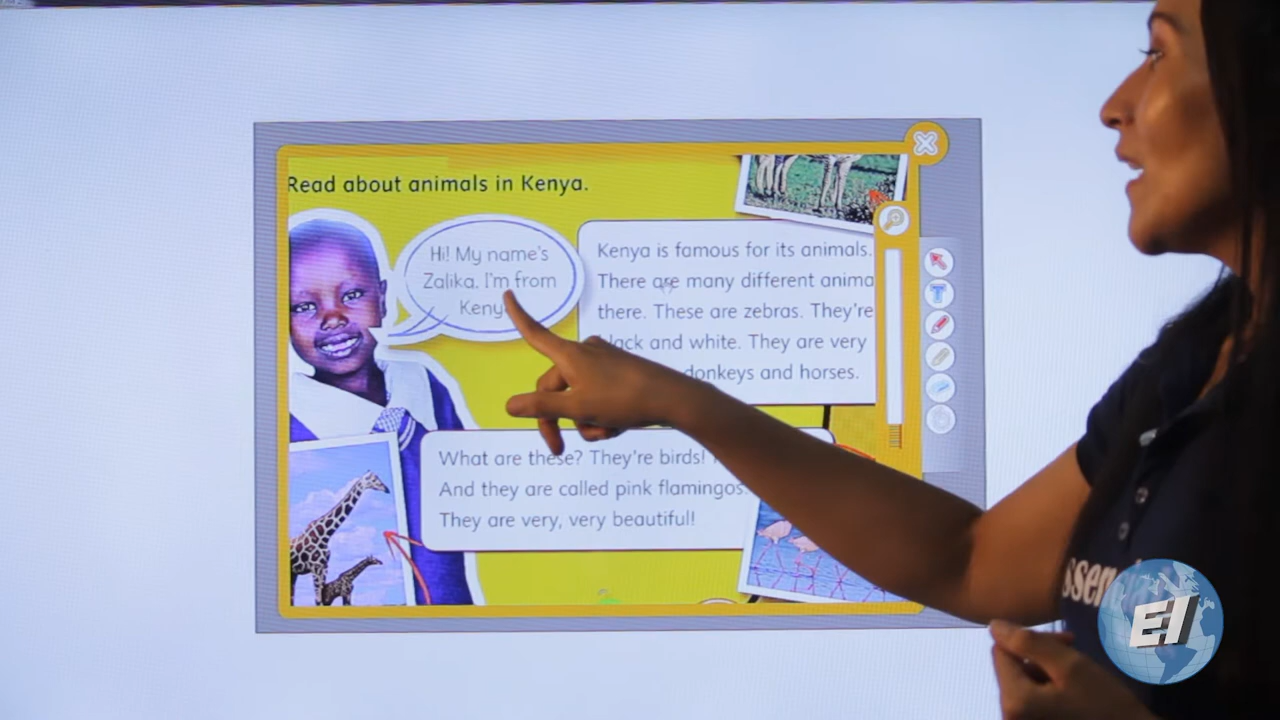 Read about animals in Kenya.
Hi! My name's
Zalika. I'm from
Kenya is famous for its animals.
There are many different
there. These are zebras. They're
and white. They are very
donkeys and horses.
What are these? They're birds!
And they are called pink flamingos.
They are very, very beautiful!
EI